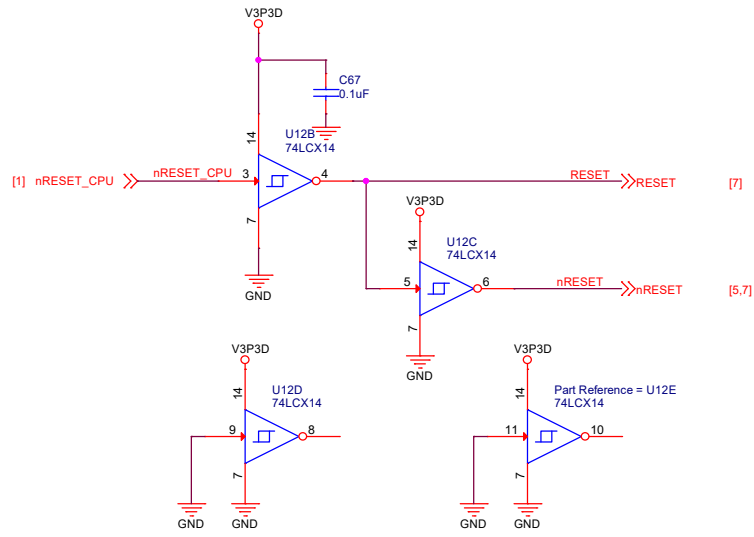 V3P3D
C67
0.1uF
14
U12B
74LCX14
[1] nRESET_CPU
nRESET_CPU
3
4
RESET
RESET
[7]
7
GND
V3P3D
14
U12C
74LCX14
5
6
nRESET
nRESET
[5,7]
7
GND
V3P3D
14
U12D
74LCX14
9
8
7
GND
GND
V3P3D
14
Part Reference = U12E
74LCX14
11
10
7
GND
GND